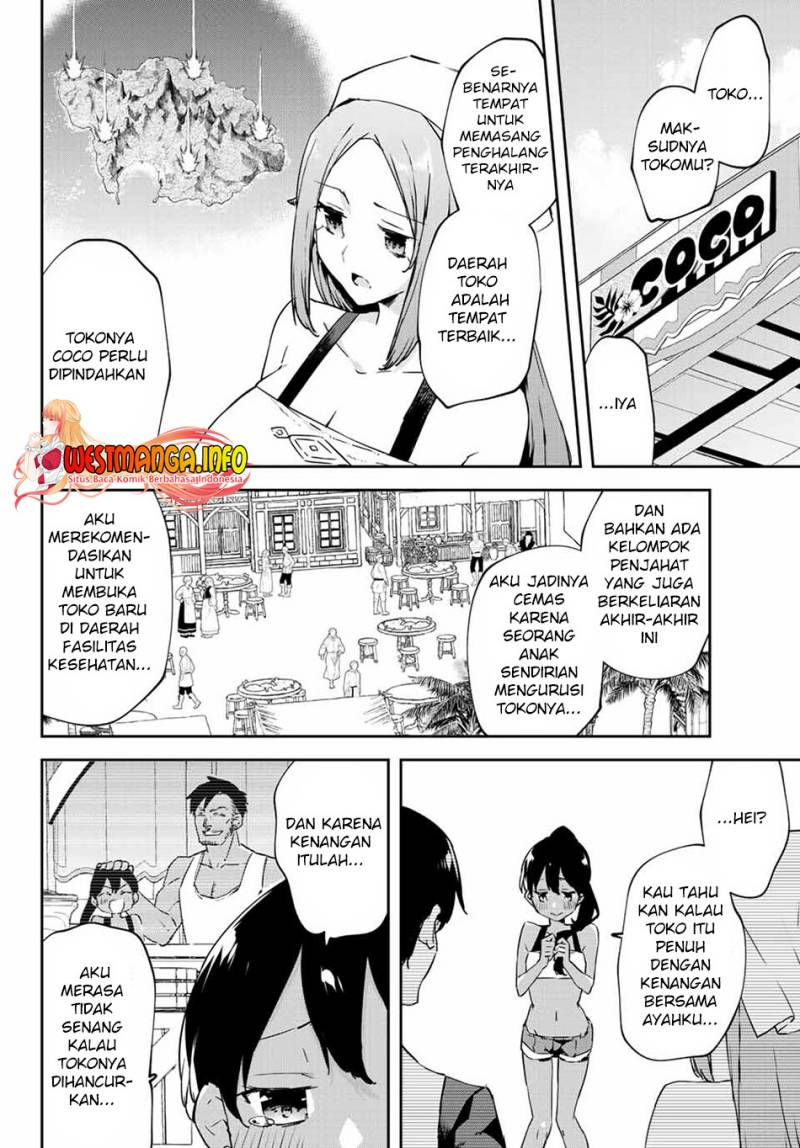 TOKO...
MAK-
SUDNYA
TOKOMU?
COCO
...IYA
SE-
BENARNYA
TEMPAT
UNTUK
MEMASANG
PENGHALANG
TERAKHIR-
NYA
DAERAH
TOKO
ADALAH
TEMPAT
TERBAIK...
TOKONYA
COCO PERLU
DIPINDAHKAN
WESTMANGA.INFO
Situs Baca Komik Berbahasa Indonesia
DAN
BAHKAN ADA
KELOMPOK
PENJAHAT
YANG JUGA
BERKELIARAN
AKHIR-AKHIR
INI
AKU JADINYA
CEMAS KARENA
SEORANG
ANAK
SENDIRIAN
MENGURUSI
TOKONYA...
AKU
MEREKOMEN-
DASIKAN
UNTUK
MEMBUKA
TOKO BARU
DI DAERAH
FASILITAS
KESEHATAN...
...HEI?
KAU TAHU
KAN KALAU
TOKO ITU
PENUH
DENGAN
KENANGAN
BERSAMA
AYAHKU...
DAN KARENA
KENANGAN
ITULAH...
AKU
MERASA
TIDAK
SENANG
KALAU
TOKONYA
DIHANCUR-
KAN...